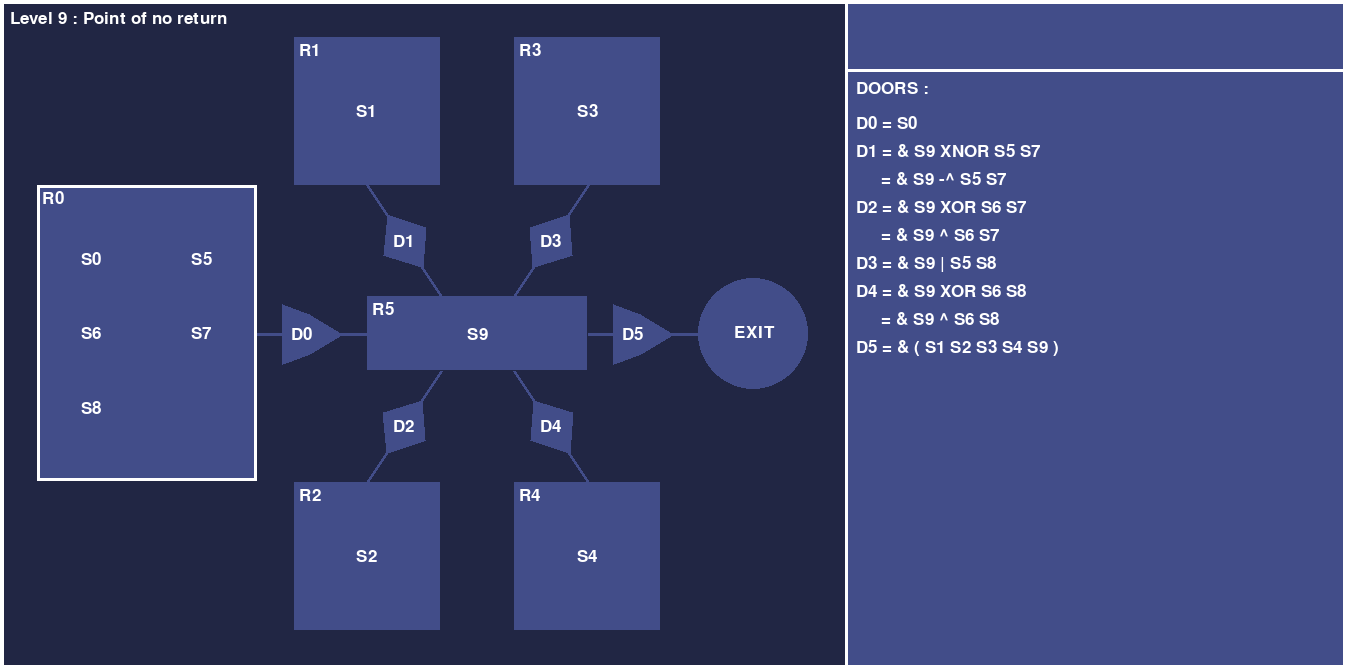 Level 9 : Point of no return
R1
S1
R3
S3
R0
S0
S5
S6
S7
S8
D1
D3
D0
R5
S9
D5
EXIT
D2
D4
R2
S2
R4
S4
DOORS :
D0 = S0
D1 = & S9 XNOR S5 S7
= & S9 -^ S5 S7
D2 = & S9 XOR S6 S7
= & S9 ^ S6 S7
D3 = & S9 | S5 S8
D4 = & S9 XOR S6 S8
= & S9 ^ S6 S8
D5 = & ( S1 S2 S3 S4 S9 )